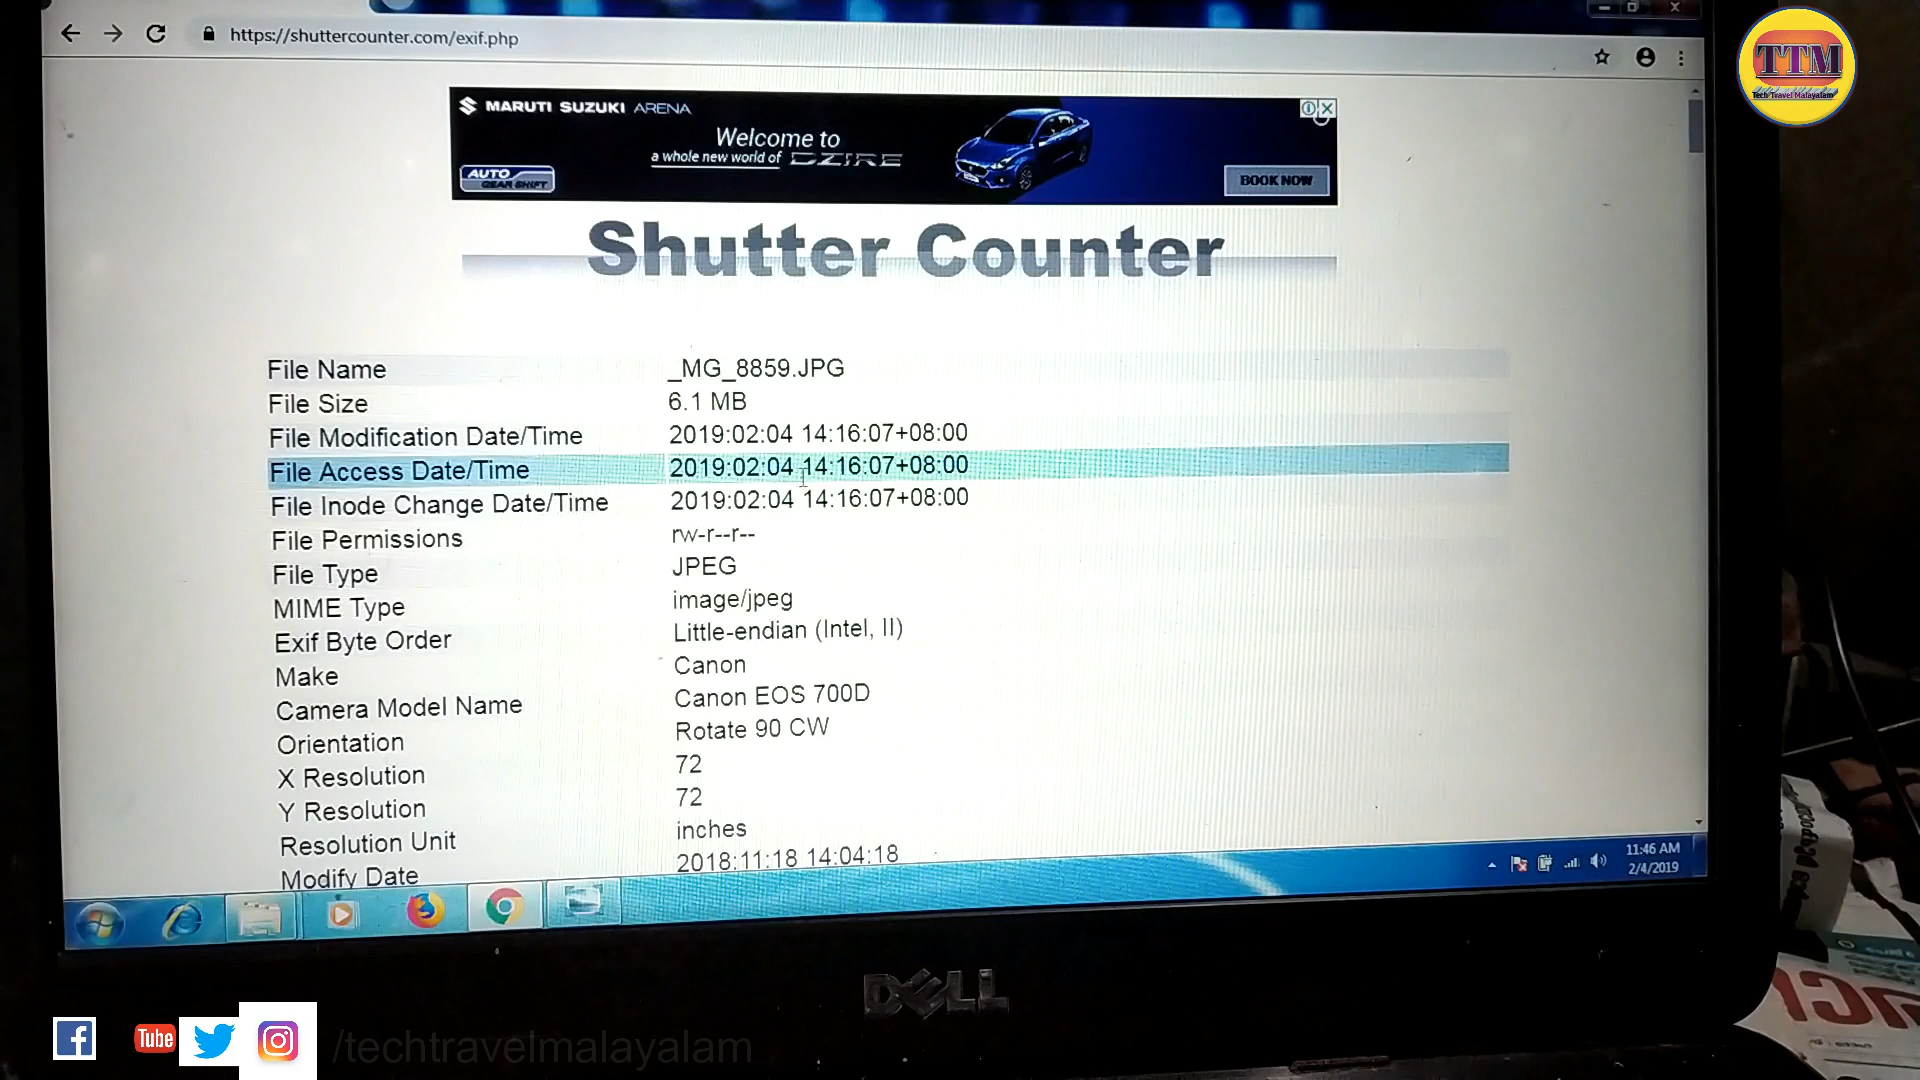 https://shuttercounter.com/exif.php
TTM
Tech Travel Malayalam
MARUTI SUZUKI ARENA
Welcome to
a whole new world of DZIRE
AUTO
GEAR SHIFT
BOOK NOW
Shutter Counter
File Name _MG_8859.JPG
File Size 6.1 MB
File Modification Date/Time 2019:02:04 14:16:07+08:00
File Access Date/Time 2019:02:04 14:16:07+08:00
File Inode Change Date/Time 2019:02:04 14:16:07+08:00
File Permissions rw-r--r--
File Type JPEG
MIME Type image/jpeg
Exif Byte Order Little-endian (Intel, II)
Make Canon
Camera Model Name Canon EOS 700D
Orientation Rotate 90 CW
X Resolution 72
Y Resolution 72
Resolution Unit inches
Modify Date 2018:11:18 14:04:18
11:46 AM
2/4/2019
DELL
Tube
/techtravelmalayalam